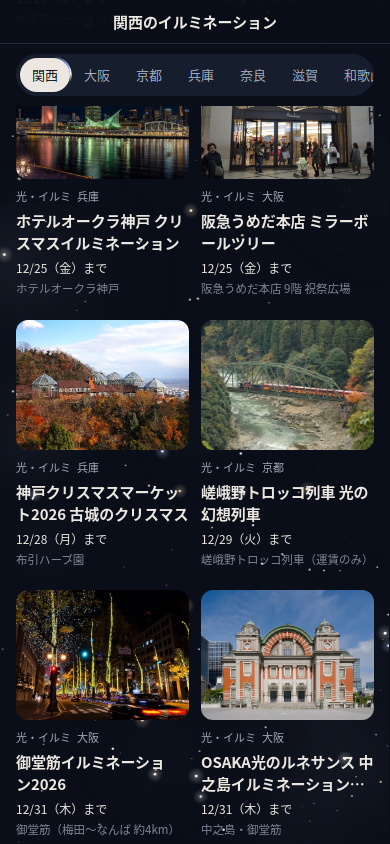 関西のイルミネーション
関西 大阪 京都 兵庫 奈良 滋賀 和歌
光・イルミ 兵庫
ホテルオークラ神戸 クリ
スマスイルミネーション
12/25（金）まで
ホテルオークラ神戸
光・イルミ 大阪
阪急うめだ本店 ミラーボ
ールツリー
12/25（金）まで
阪急うめだ本店 9階 祝祭広場
光・イルミ 兵庫
神戸クリスマスマーケッ
ト2026 古城のクリスマス
12/28（月）まで
布引ハーブ園
光・イルミ 京都
嵯峨野トロッコ列車 光の
幻想列車
12/29（火）まで
嵯峨野トロッコ列車（運賃のみ）
光・イルミ 大阪
御堂筋イルミネーショ
ン2026
12/31（木）まで
御堂筋（梅田〜なんば 約4km）
光・イルミ 大阪
OSAKA光のルネサンス 中
之島イルミネーション…
12/31（木）まで
中之島・御堂筋